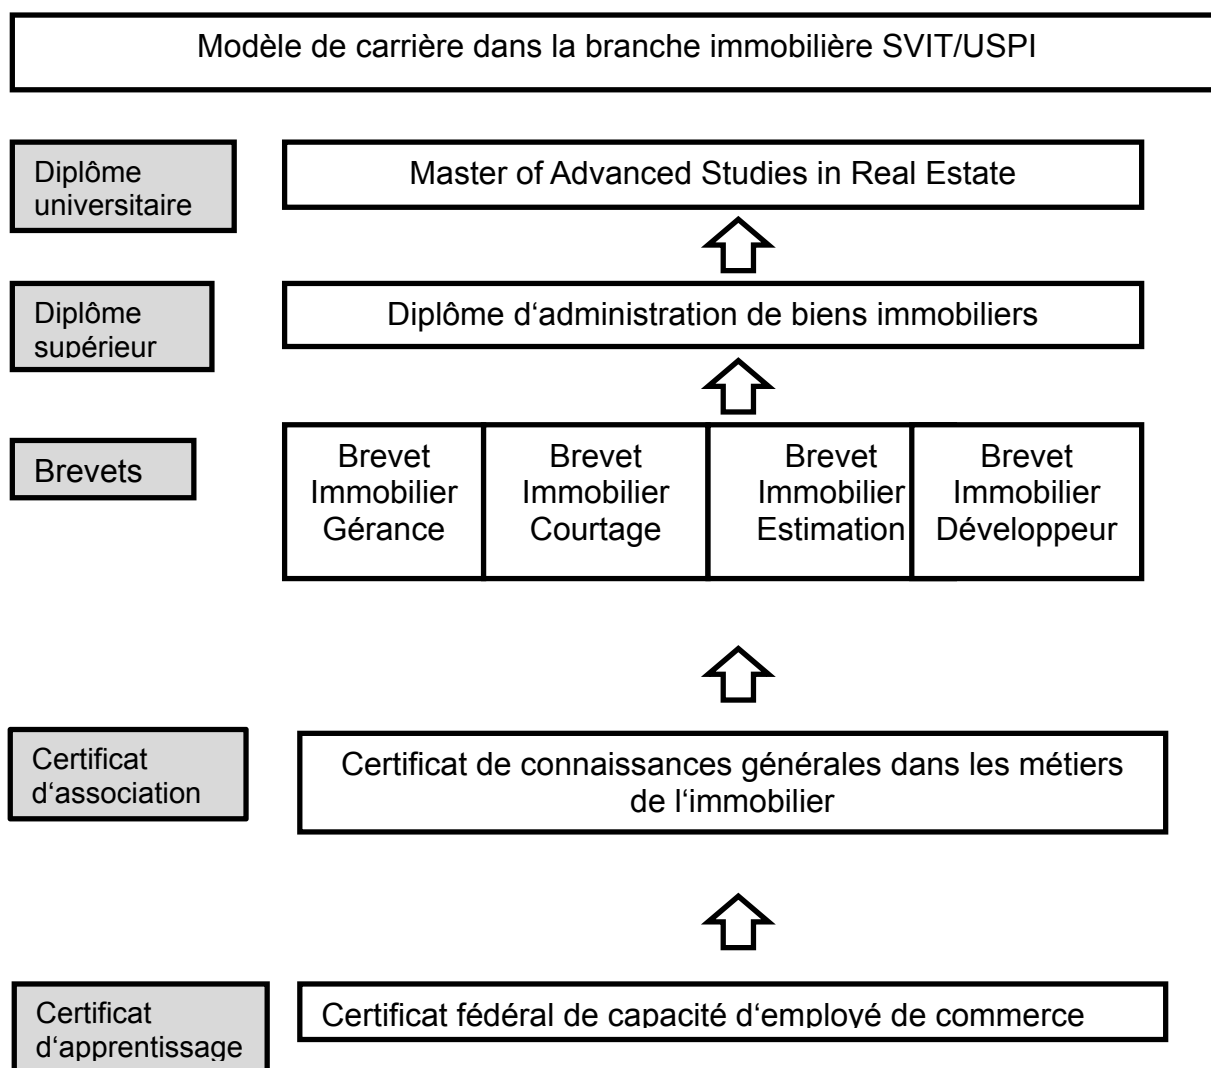 Modèle de carrière dans la branche immobilière SVIT/USPI
Diplôme
universitaire
Master of Advanced Studies in Real Estate
Diplôme
supérieur
Diplôme d‘administration de biens immobiliers
Brevets
Brevet
Immobilier
Gérance
Brevet
Immobilier
Courtage
Brevet
Immobilier
Estimation
Brevet
Immobilier
Développeur
Certificat
d‘association
Certificat de connaissances générales dans les métiers
de l‘immobilier
Certificat
d‘apprentissage
Certificat fédéral de capacité d‘employé de commerce